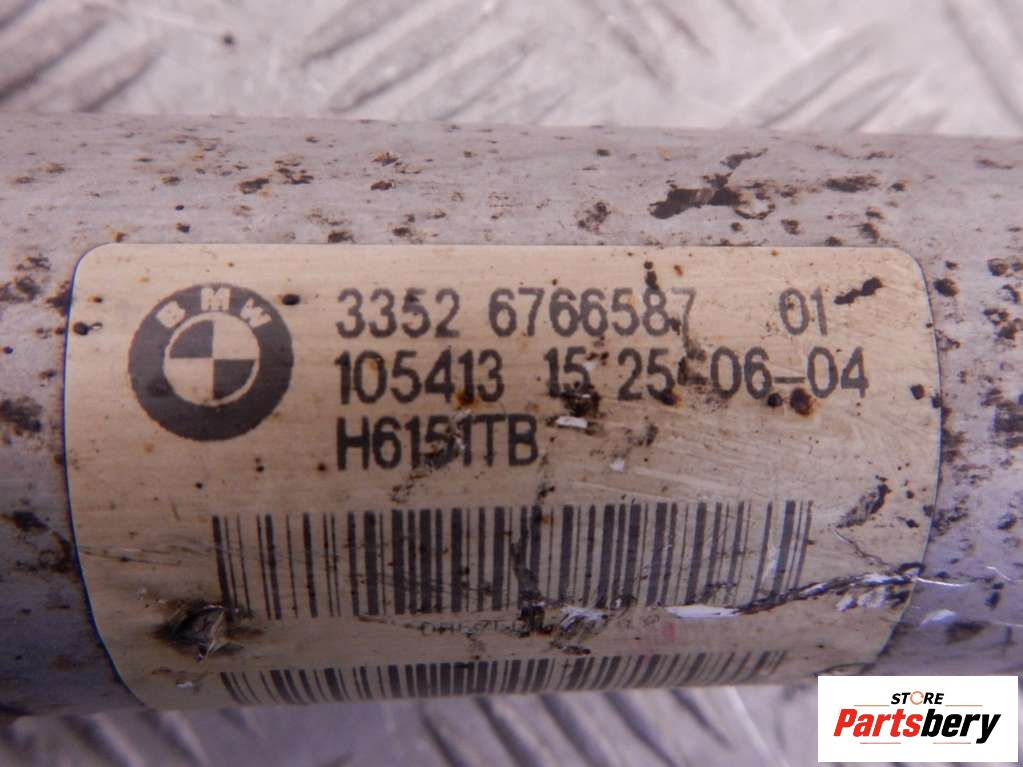 BMW
3352 6766587 01
105413 15 25 06-04
H6151TB
STORE
Partsbery